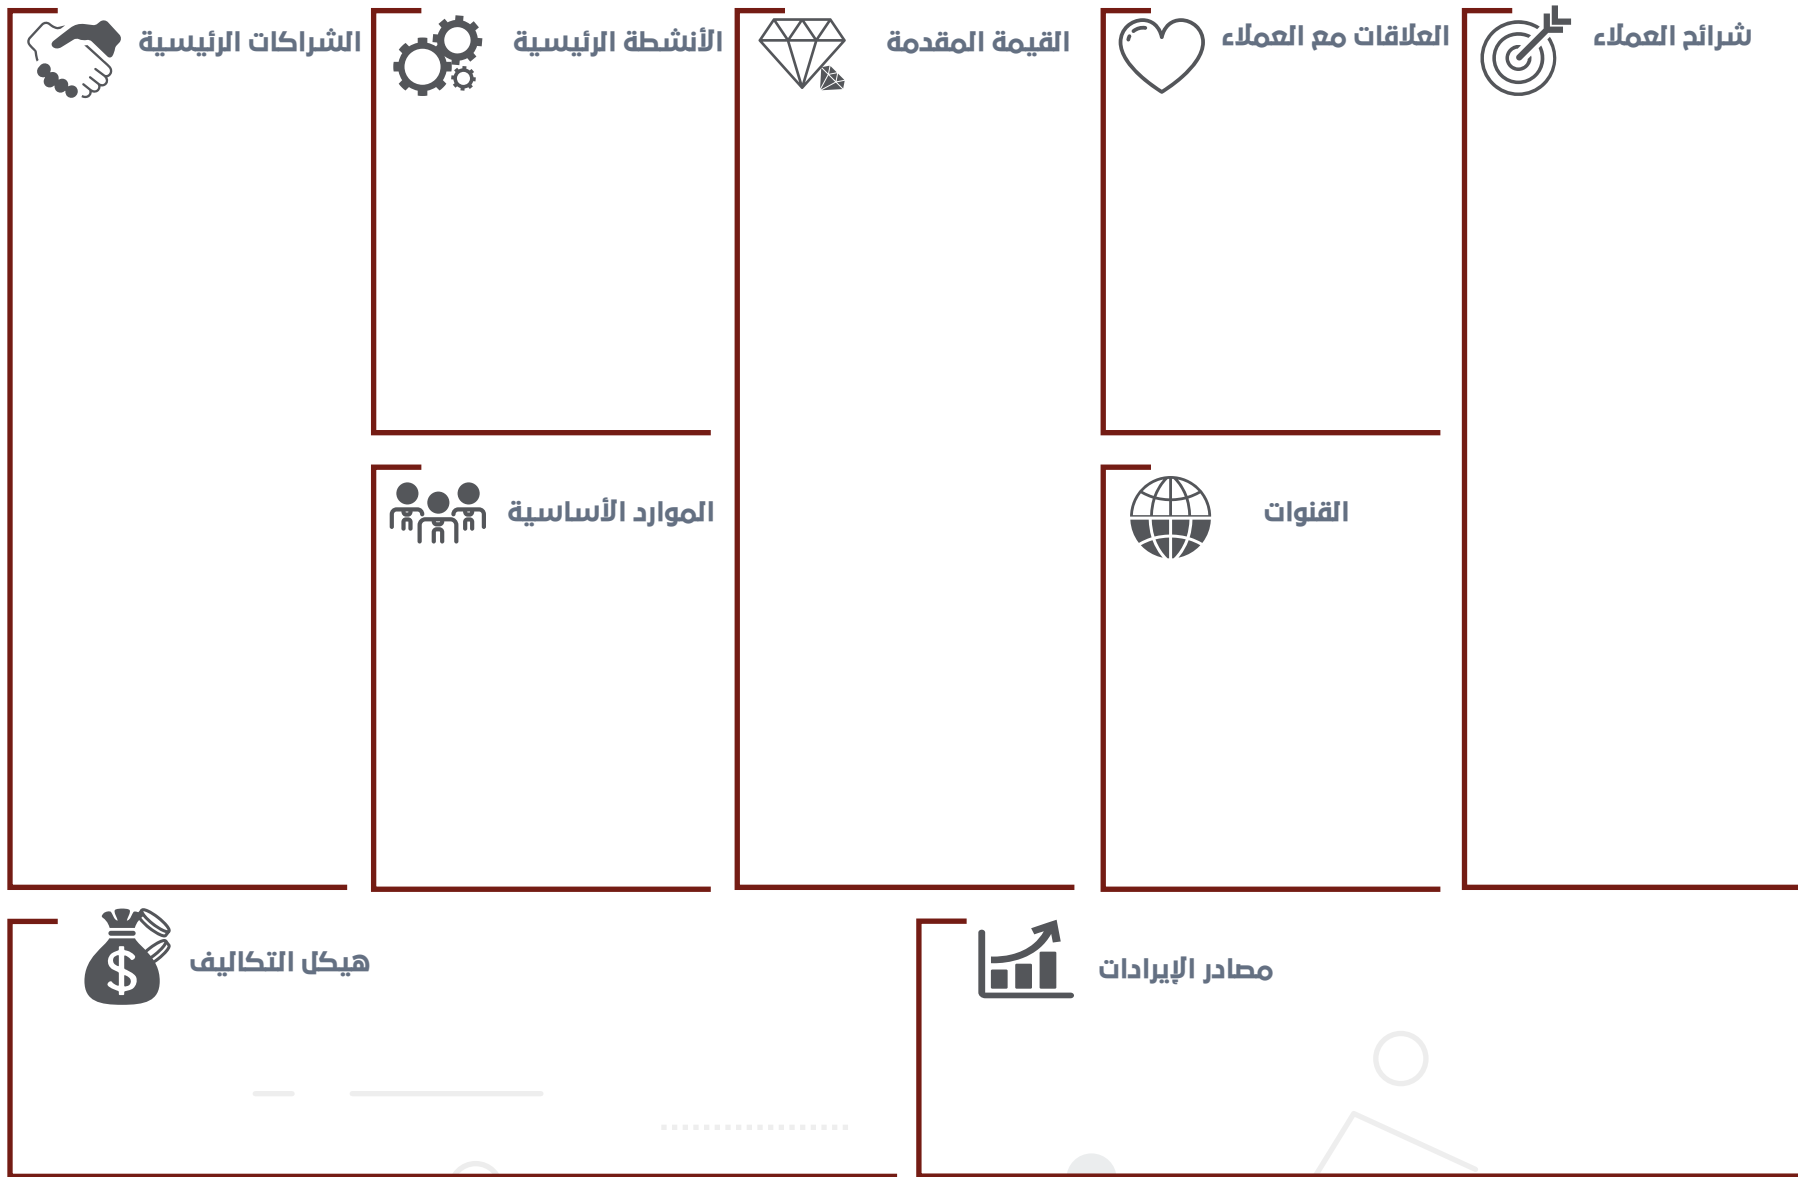 شرائح العملاء
العلاقات مع العملاء
القيمة المقدمة
الأنشطة الرئيسية
الشراكات الرئيسية
القنوات
الموارد الأساسية
مصادر الإيرادات
هيكل التكاليف